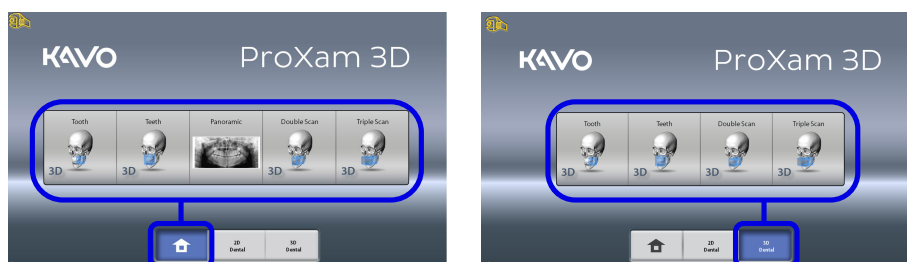 KAVO
ProXam 3D
Tooth
Teeth
Panoramic
Double Scan
Triple Scan
3D
3D
3D
3D
2D
Dental
3D
Dental
KAVO
ProXam 3D
Tooth
Teeth
Double Scan
Triple Scan
3D
3D
3D
3D
2D
Dental
3D
Dental